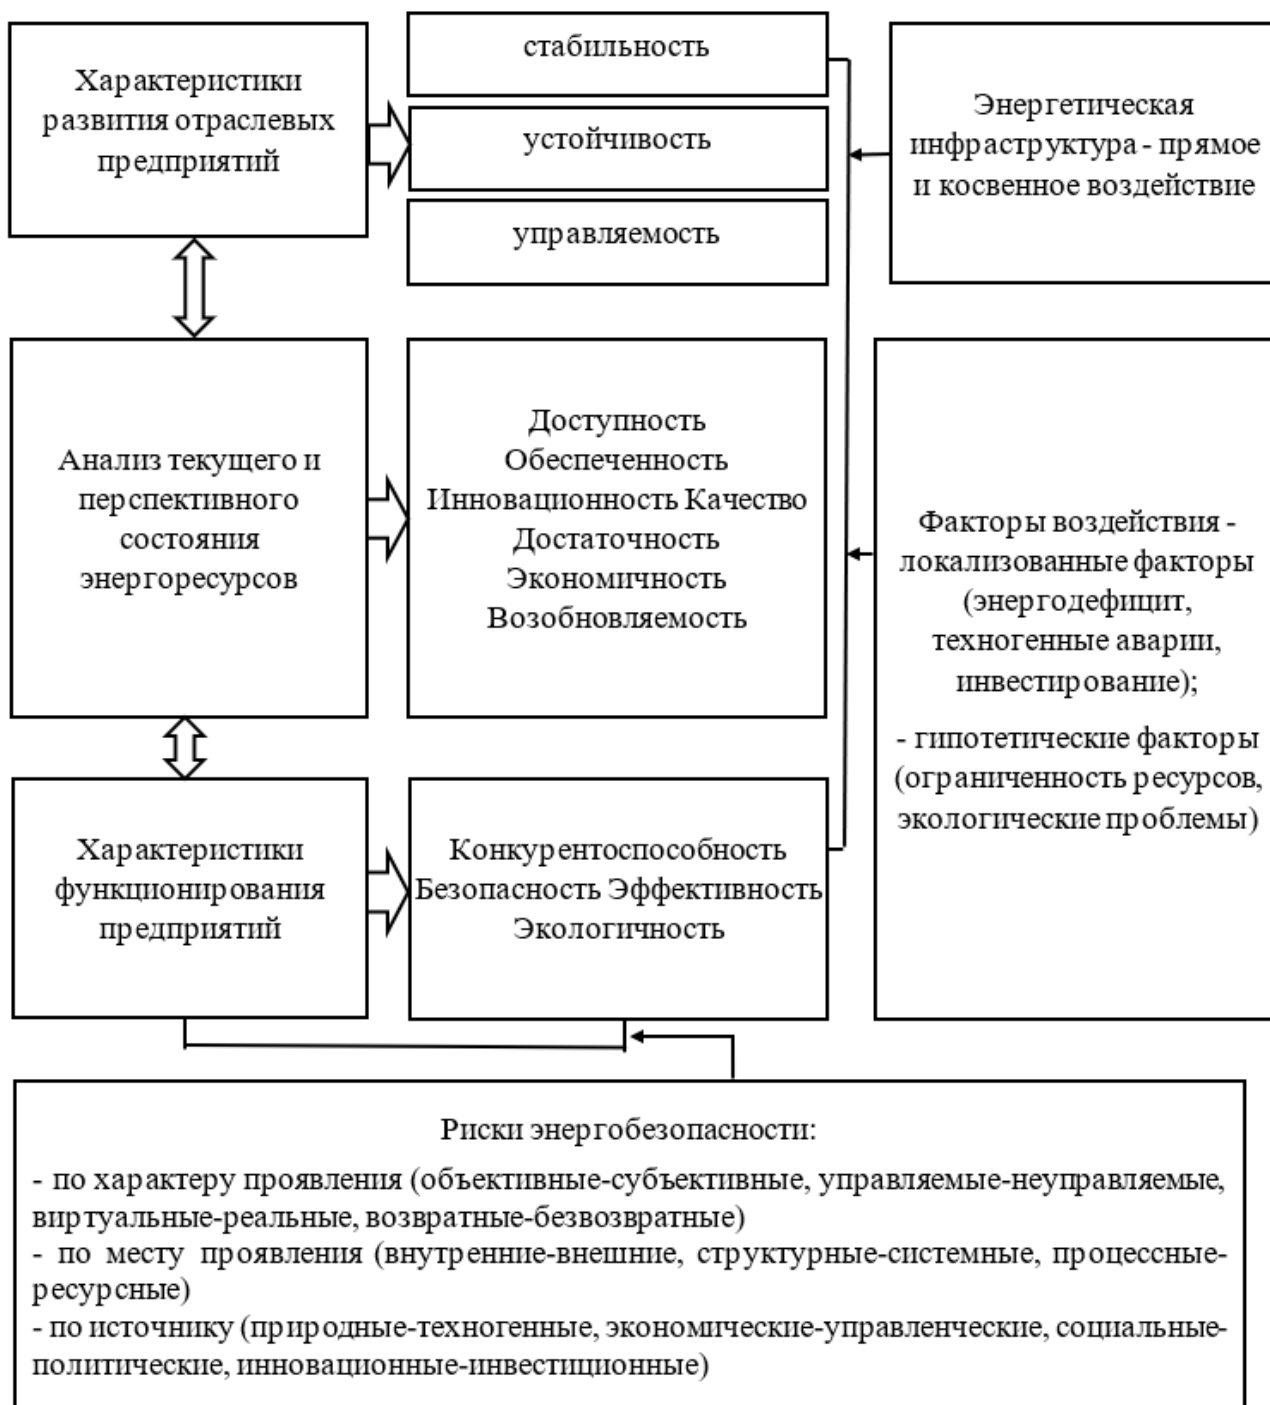 Характеристики
развития отраслевых
предприятий
стабильность
устойчивость
управляемость
Энергетическая
инфраструктура - прямое
и косвенное воздействие
Анализ текущего и
перспективного
состояния
энергоресурсов
Доступность
Обеспеченность
Инновационность Качество
Достаточность
Экономичность
Возобновляемость
Факторы воздействия -
локализованные факторы
(энергодефицит,
техногенные аварии,
инвестирование);
- гипотетические факторы
(ограниченность ресурсов,
экологические проблемы)
Характеристики
функционирования
предприятий
Конкурентоспособность
Безопасность Эффективность
Экологичность
Риски энергобезопасности:
- по характеру проявления (объективные-субъективные, управляемые-неуправляемые,
виртуальные-реальные, возвратные-безвозвратные)
- по месту проявления (внутренние-внешние, структурные-системные, процессные-
ресурсные)
- по источнику (природные-техногенные, экономические-управленческие, социальные-
политические, инновационные-инвестиционные)